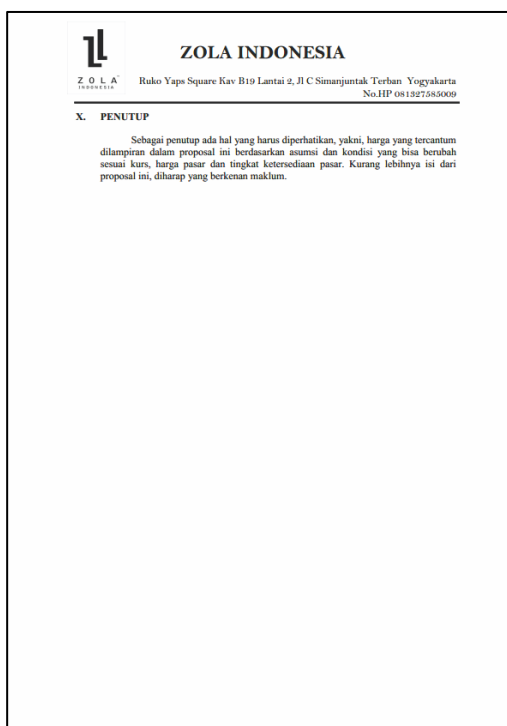 ZOLA
INDONESIA
ZOLA INDONESIA
Ruko Yaps Square Kav B19 Lantai 2, Jl C Simanjuntak Terban Yogyakarta
No.HP 081327585009
X. PENUTUP
Sebagai penutup ada hal yang harus diperhatikan, yakni, harga yang tercantum
dilampiran dalam proposal ini berdasarkan asumsi dan kondisi yang bisa berubah
sesuai kurs, harga pasar dan tingkat ketersediaan pasar. Kurang lebihnya isi dari
proposal ini, diharap yang berkenan maklum.